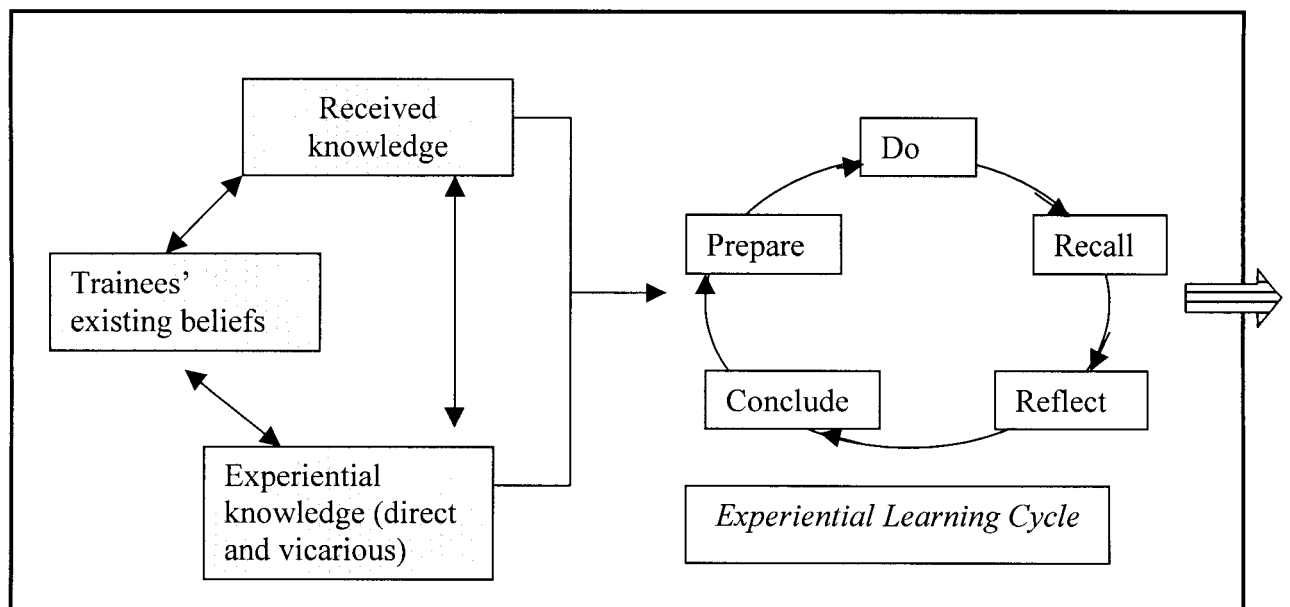 Received
knowledge
Trainees’
existing beliefs
Experiential
knowledge (direct
and vicarious)
Do
Prepare
Recall
Conclude
Reflect
Experiential Learning Cycle